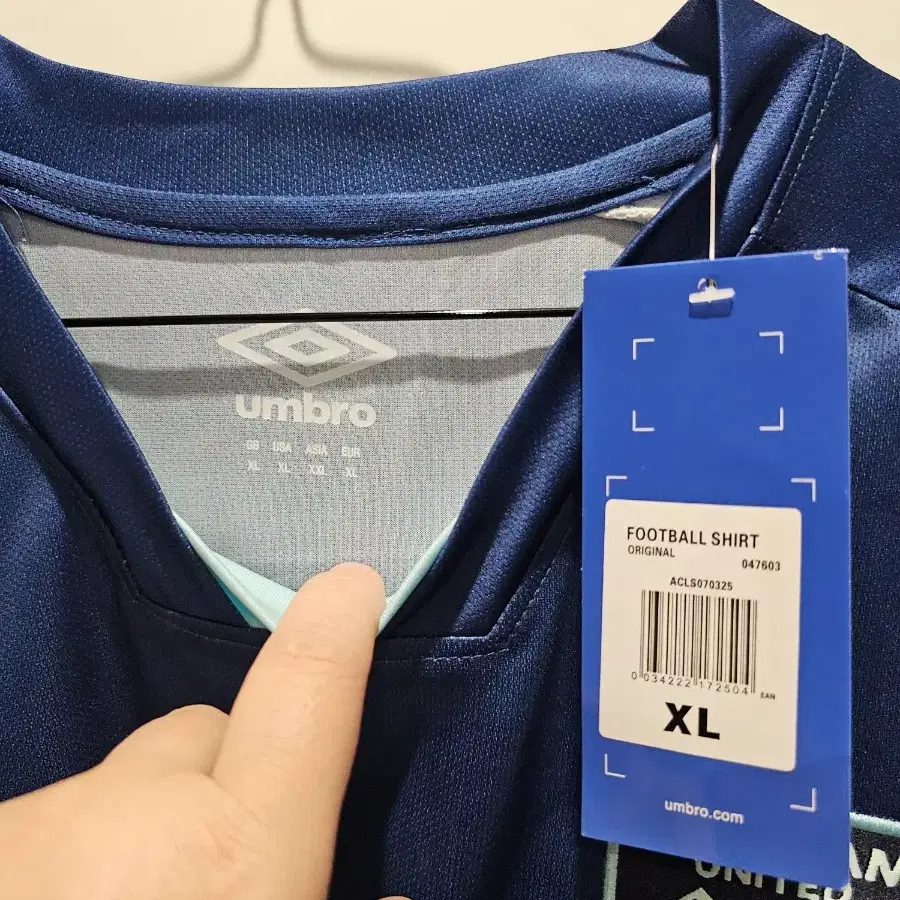 umbro
GB USA ASIA EUR
XL XL XXL XL
FOOTBALL SHIRT
ORIGINAL
047603
ACLS070325
0 034222 172504
EAN
XL
umbro.com
UNITED